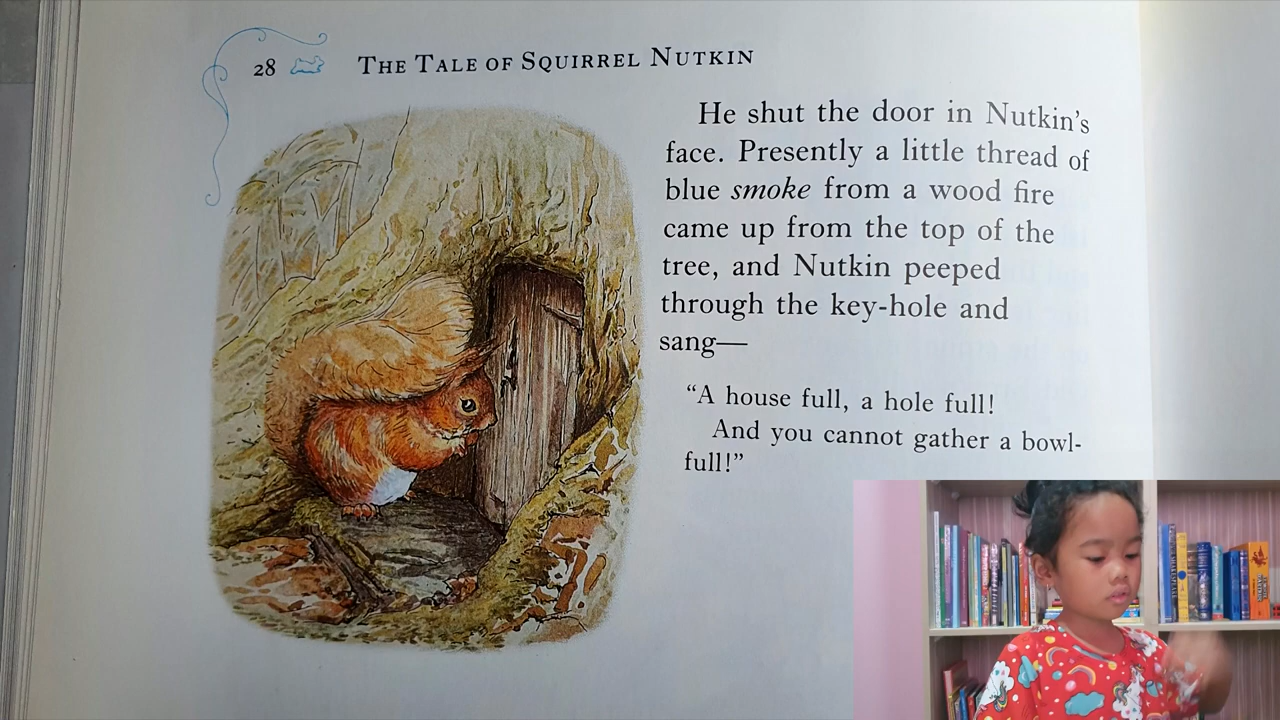 28 THE TALE OF SQUIRREL NUTKIN
He shut the door in Nutkin's
face. Presently a little thread of
blue smoke from a wood fire
came up from the top of the
tree, and Nutkin peeped
through the key-hole and
sang—
"A house full, a hole full!
And you cannot gather a bowl-
full!"